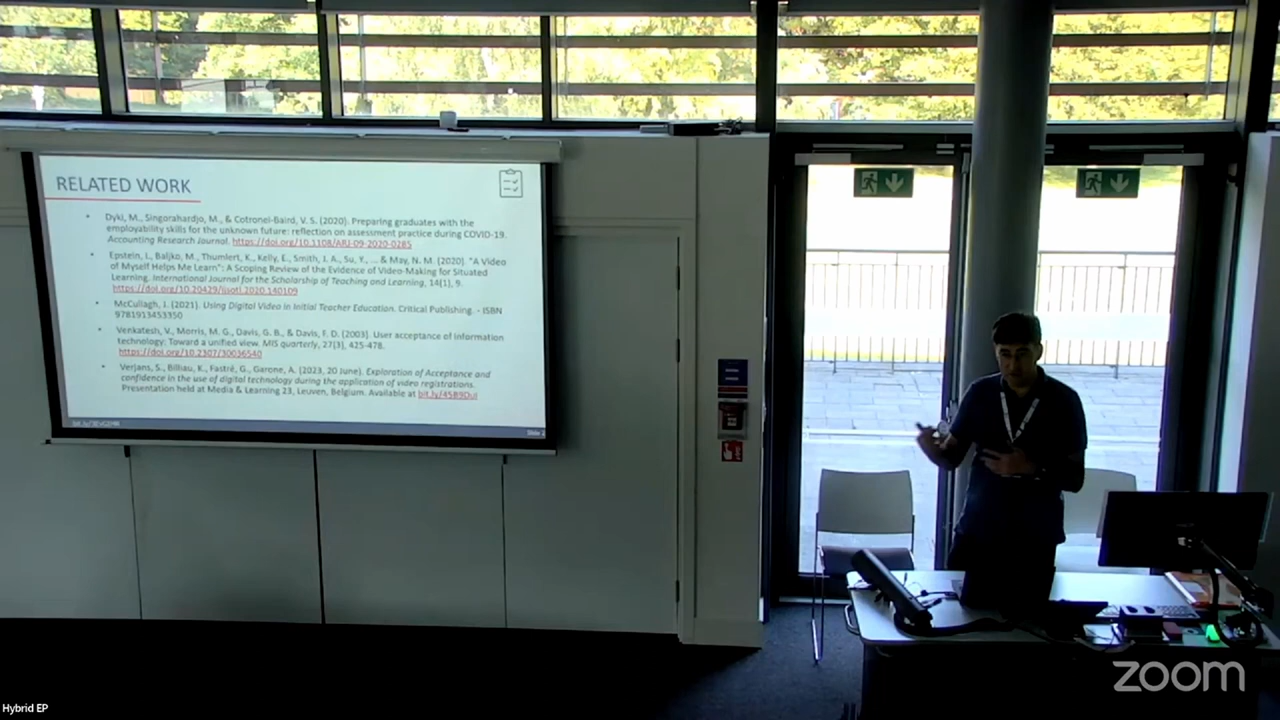 RELATED WORK
• Dyki, M., Singorahardjo, M., & Cotronei-Baird, V. S. (2020). Preparing graduates with the
employability skills for the unknown future: reflection on assessment practice during COVID-19.
Accounting Research Journal. https://doi.org/10.1108/ARJ-09-2020-0285
• Epstein, I., Baljko, M., Thumlert, K., Kelly, E., Smith, J. A., Su, Y., ... & May, N. M. (2020). "A Video
of Myself Helps Me Learn": A Scoping Review of the Evidence of Video-Making for Situated
Learning. International Journal for the Scholarship of Teaching and Learning, 14(1), 9.
https://doi.org/10.20429/ijsotl.2020.140109
• McCullagh, J. (2021). Using Digital Video in Initial Teacher Education. Critical Publishing. - ISBN
9781913453350
• Venkatesh, V., Morris, M. G., Davis, G. B., & Davis, F. D. (2003). User acceptance of information
technology: Toward a unified view. MIS quarterly, 27(3), 425-478.
https://doi.org/10.2307/30036540
• Verjans, S., Billiau, K., Fastré, G., Garone, A. (2023, 20 June). Exploration of Acceptance and
confidence in the use of digital technology during the application of video registrations.
Presentation held at Media & Learning 23, Leuven, Belgium. Available at
zoom
Hybrid EP